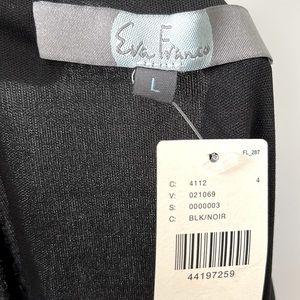 Eva Franco
L
FL_287
C: 4112 4
V: 021069
S: 0000003
C: BLK/NOIR
44197259